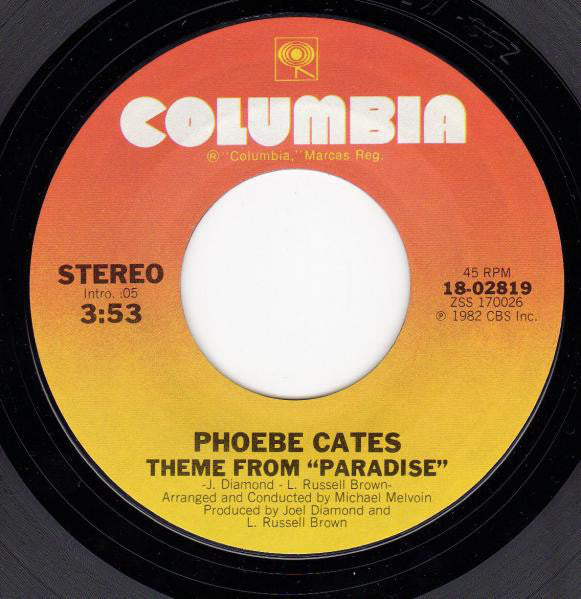 COLUMBIA
® "Columbia," Marcas Reg.
STEREO
Intro. :05
3:53
45 RPM
18-02819
ZSS 170026
℗ 1982 CBS Inc.
PHOEBE CATES
THEME FROM “PARADISE”
-J. Diamond - L. Russell Brown-
Arranged and Conducted by Michael Melvoin
Produced by Joel Diamond and
L. Russell Brown